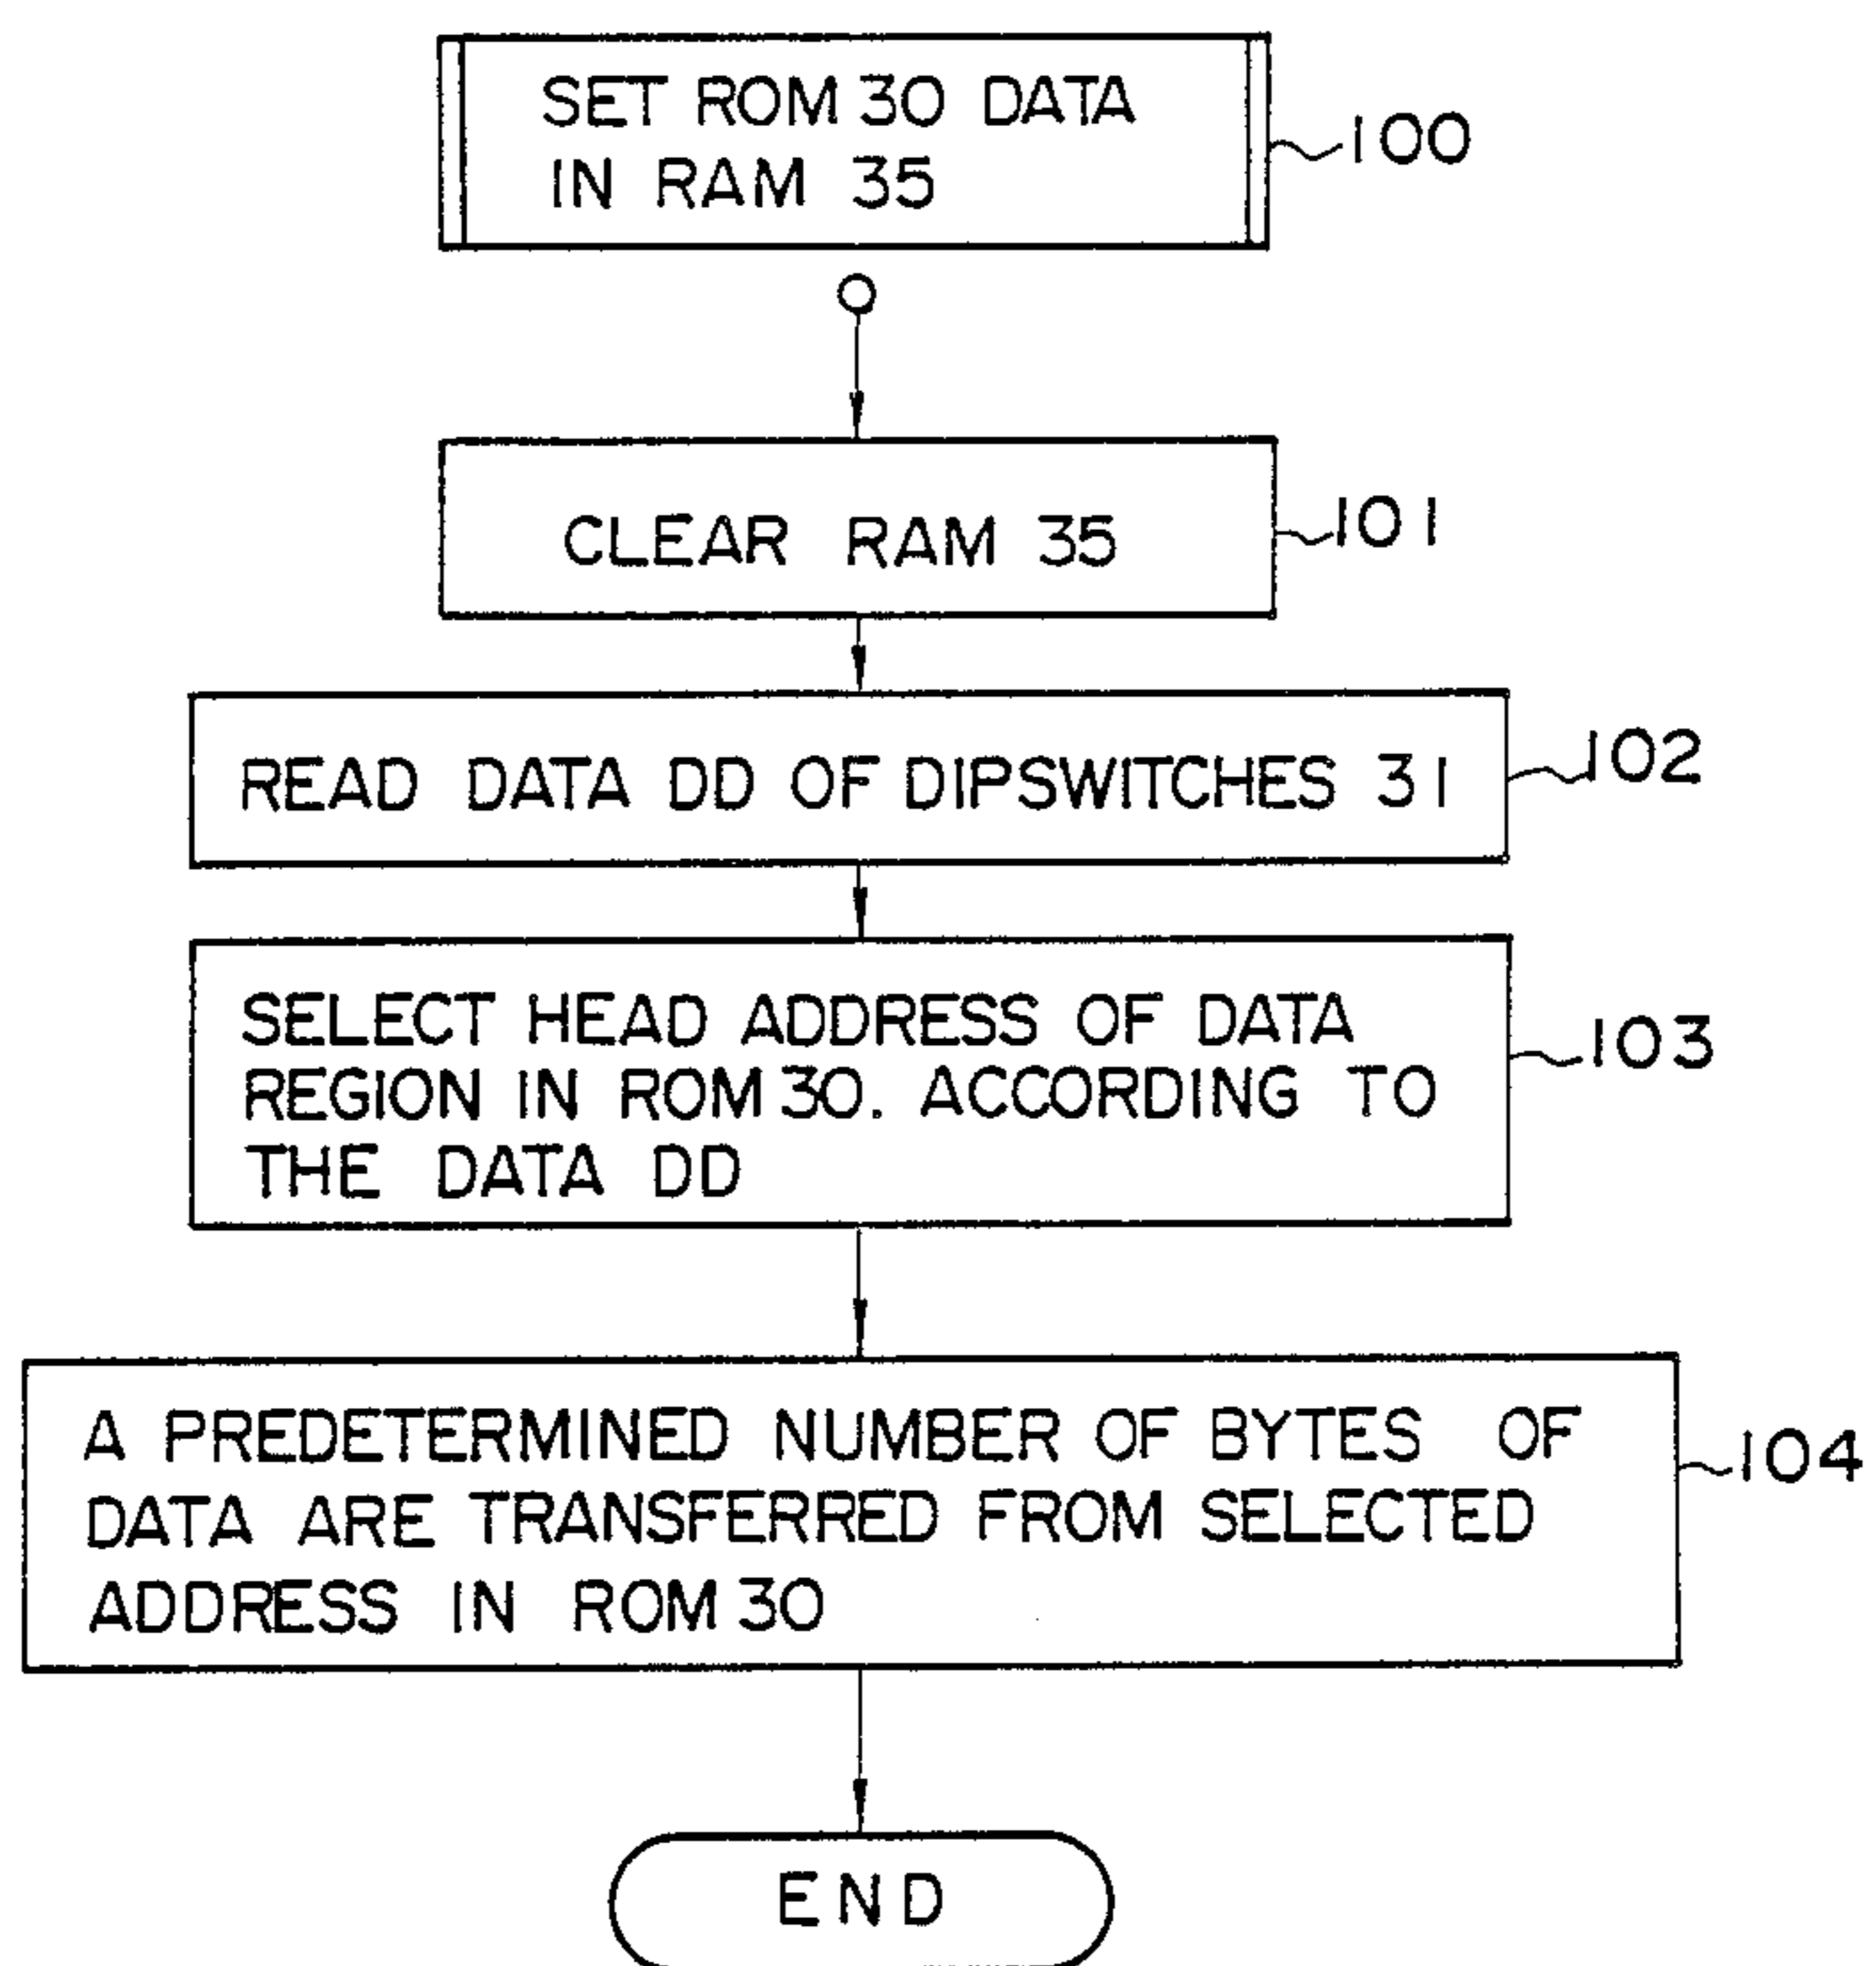 SET ROM 30 DATA
IN RAM 35
100
CLEAR RAM 35
101
READ DATA DD OF DIPSWITCHES 31
102
SELECT HEAD ADDRESS OF DATA
REGION IN ROM 30. ACCORDING TO
THE DATA DD
103
A PREDETERMINED NUMBER OF BYTES OF
DATA ARE TRANSFERRED FROM SELECTED
ADDRESS IN ROM 30
104
END